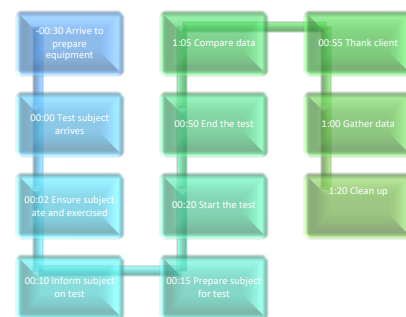 -00:30 Arrive to
prepare
equipment
00:00 Test subject
arrives
00:02 Ensure subject
ate and exercised
00:10 Inform subject
on test
00:15 Prepare subject
for test
00:20 Start the test
00:50 End the test
1:05 Compare data
00:55 Thank client
1:00 Gather data
1:20 Clean up